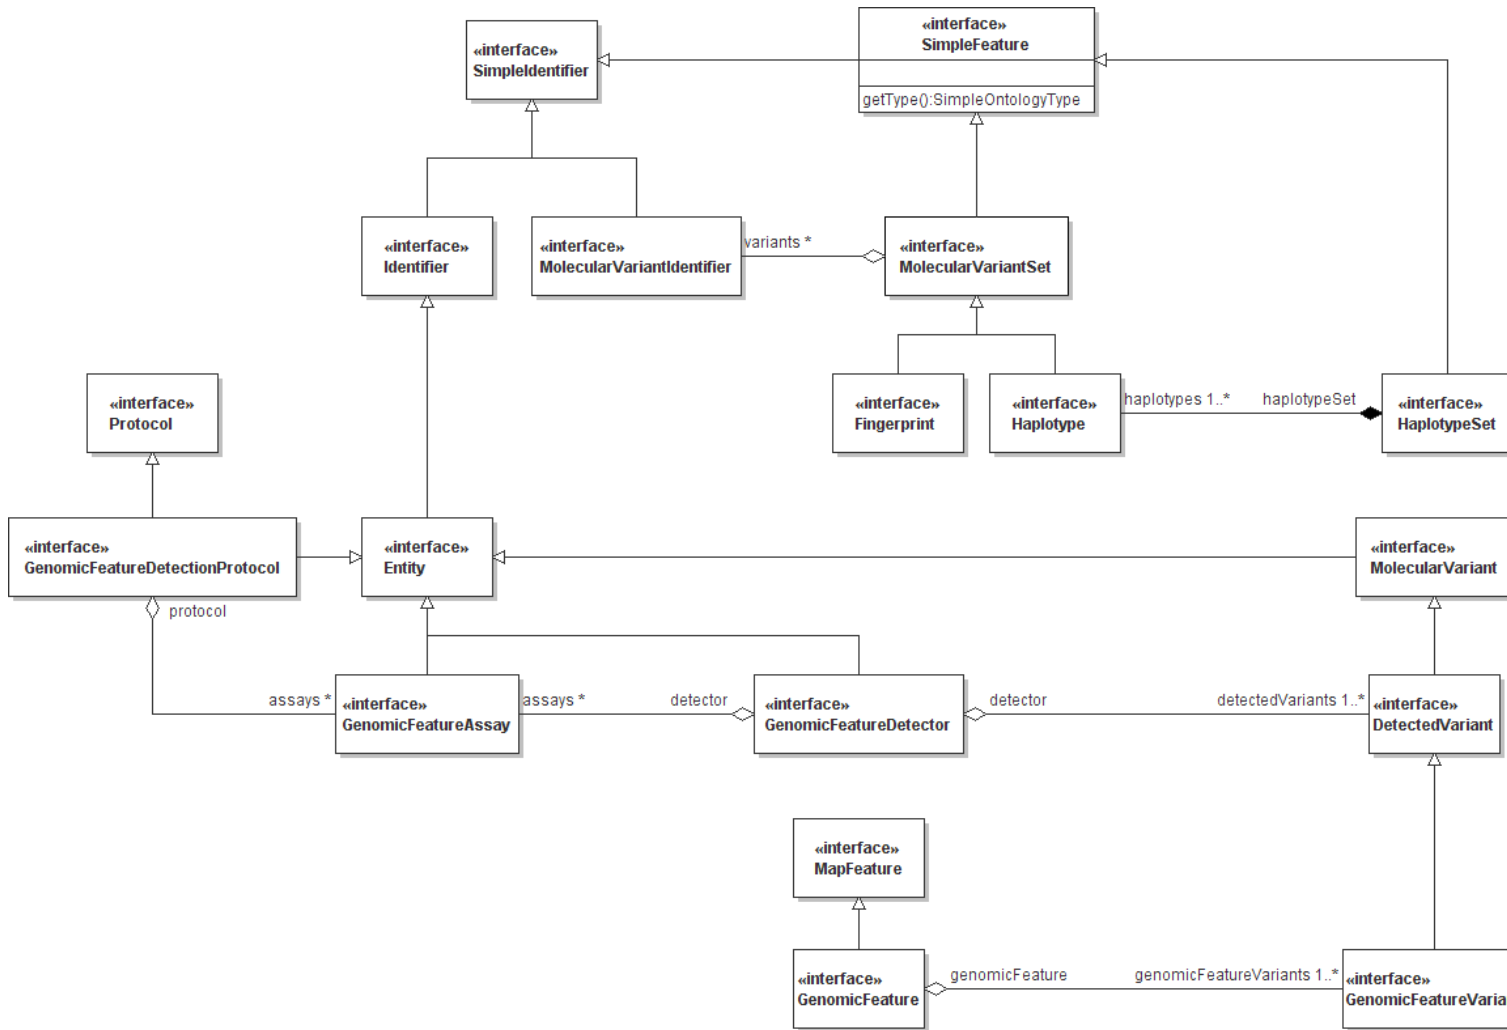 «interface»
SimpleFeature
getType():SimpleOntologyType
«interface»
SimpleIdentifier
«interface»
Identifier
«interface»
MolecularVariantIdentifier
variants *
«interface»
MolecularVariantSet
«interface»
Protocol
«interface»
Fingerprint
«interface»
Haplotype
haplotypes 1..*
haplotypeSet
«interface»
HaplotypeSet
«interface»
GenomicFeatureDetectionProtocol
protocol
«interface»
Entity
«interface»
MolecularVariant
assays *
«interface»
GenomicFeatureAssay
assays *
detector
«interface»
GenomicFeatureDetector
detector
detectedVariants 1..*
«interface»
DetectedVariant
«interface»
MapFeature
«interface»
GenomicFeature
genomicFeature
genomicFeatureVariants 1..*
«interface»
GenomicFeatureVaria